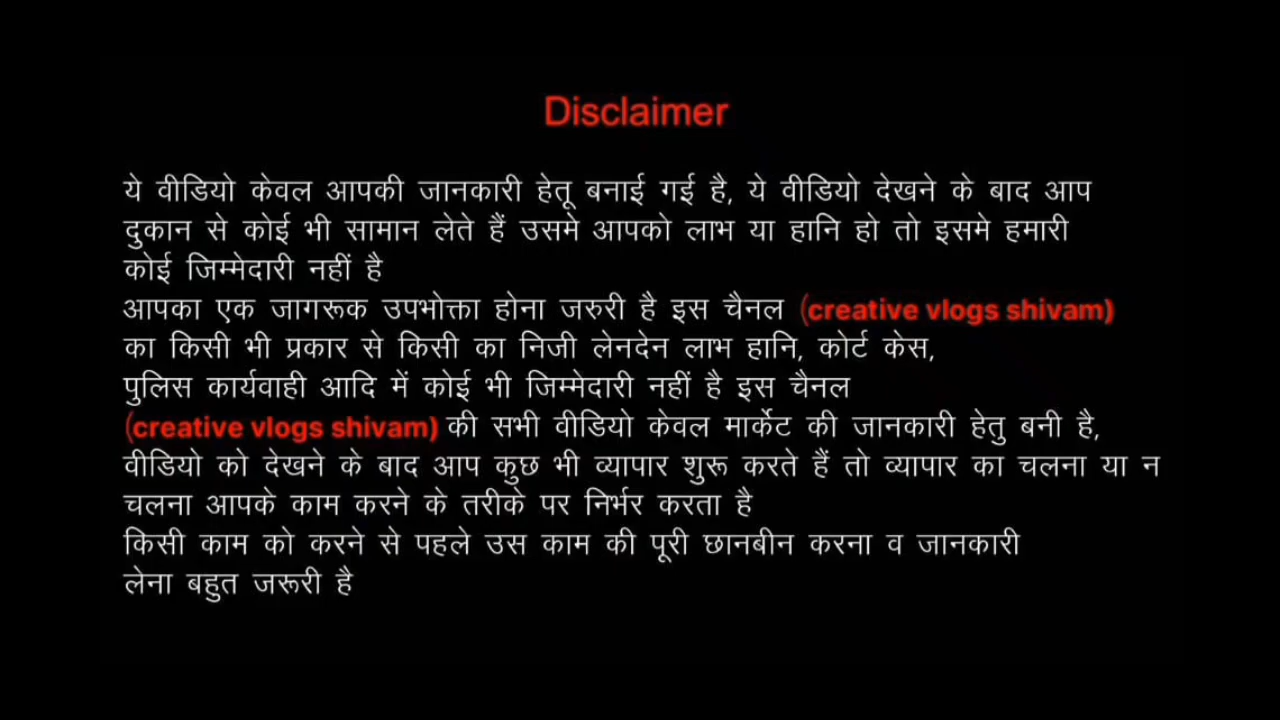 Disclaimer
ये वीडियो केवल आपकी जानकारी हेतू बनाई गई है, ये वीडियो देखने के बाद आप
दुकान से कोई भी सामान लेते हैं उसमे आपको लाभ या हानि हो तो इसमे हमारी
कोई जिम्मेदारी नहीं है
आपका एक जागरूक उपभोक्ता होना जरुरी है इस चैनल (creative vlogs shivam)
का किसी भी प्रकार से किसी का निजी लेनदेन लाभ हानि, कोर्ट केस,
पुलिस कार्यवाही आदि में कोई भी जिम्मेदारी नहीं है इस चैनल
(creative vlogs shivam) की सभी वीडियो केवल मार्केट की जानकारी हेतु बनी है,
वीडियो को देखने के बाद आप कुछ भी व्यापार शुरू करते हैं तो व्यापार का चलना या न
चलना आपके काम करने के तरीके पर निर्भर करता है
किसी काम को करने से पहले उस काम की पूरी छानबीन करना व जानकारी
लेना बहुत जरूरी है